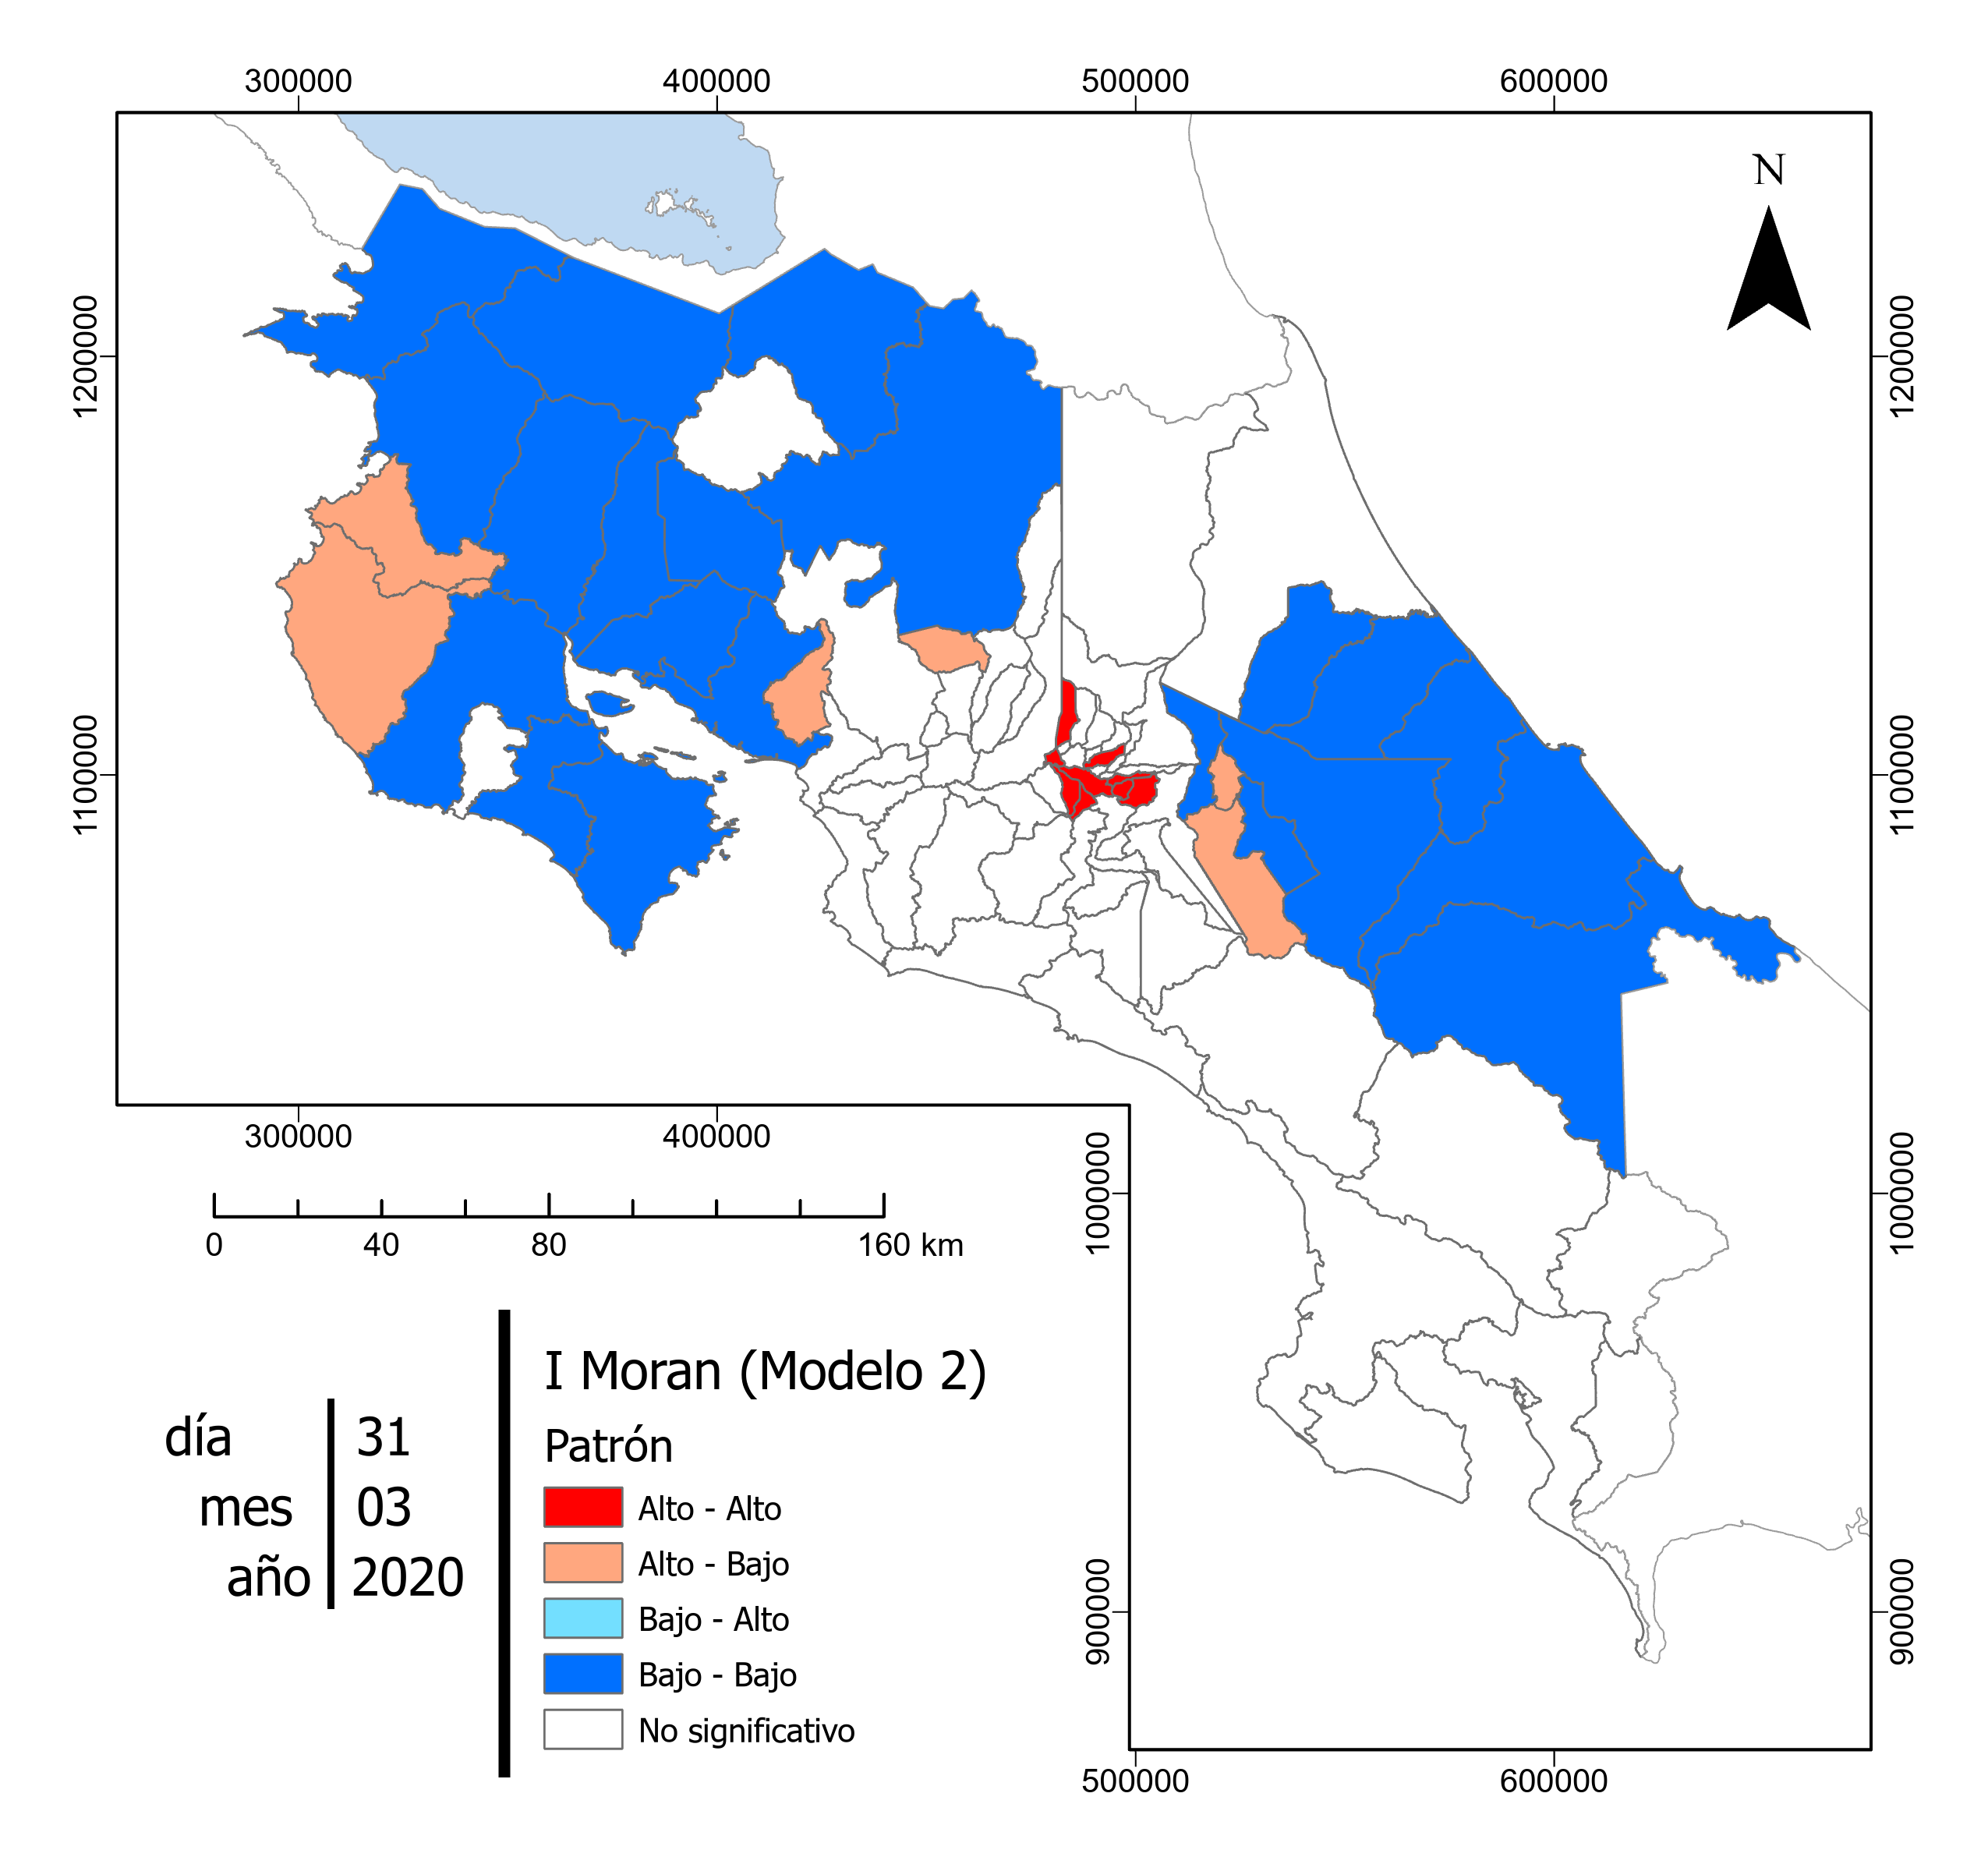 300000 400000 500000 600000
N
1200000 1200000
1100000 1100000
300000 400000
1000000 1000000
0 40 80 160 km
I Moran (Modelo 2)
día 31
mes 03
año 2020
Patrón
Alto - Alto
Alto - Bajo
Bajo - Alto
Bajo - Bajo
No significativo
900000 900000
500000 600000